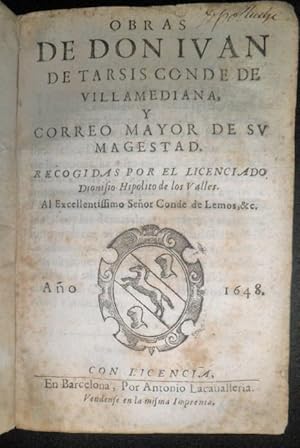 OBRAS
DE DON IVAN
DE TARSIS CONDE DE
VILLAMEDIANA,
Y
CORREO MAYOR DE SV
MAGESTAD.
RECOGIDAS POR EL LICENCIADO
Dionisio Hipolito de los Valles.
Al Excellentissimo Señor Conde de Lemos, &c.
Año 1648.
CON LICENCIA,
En Barcelona, Por Antonio Lacavalleria.
Vendense en la misma Imprenta.